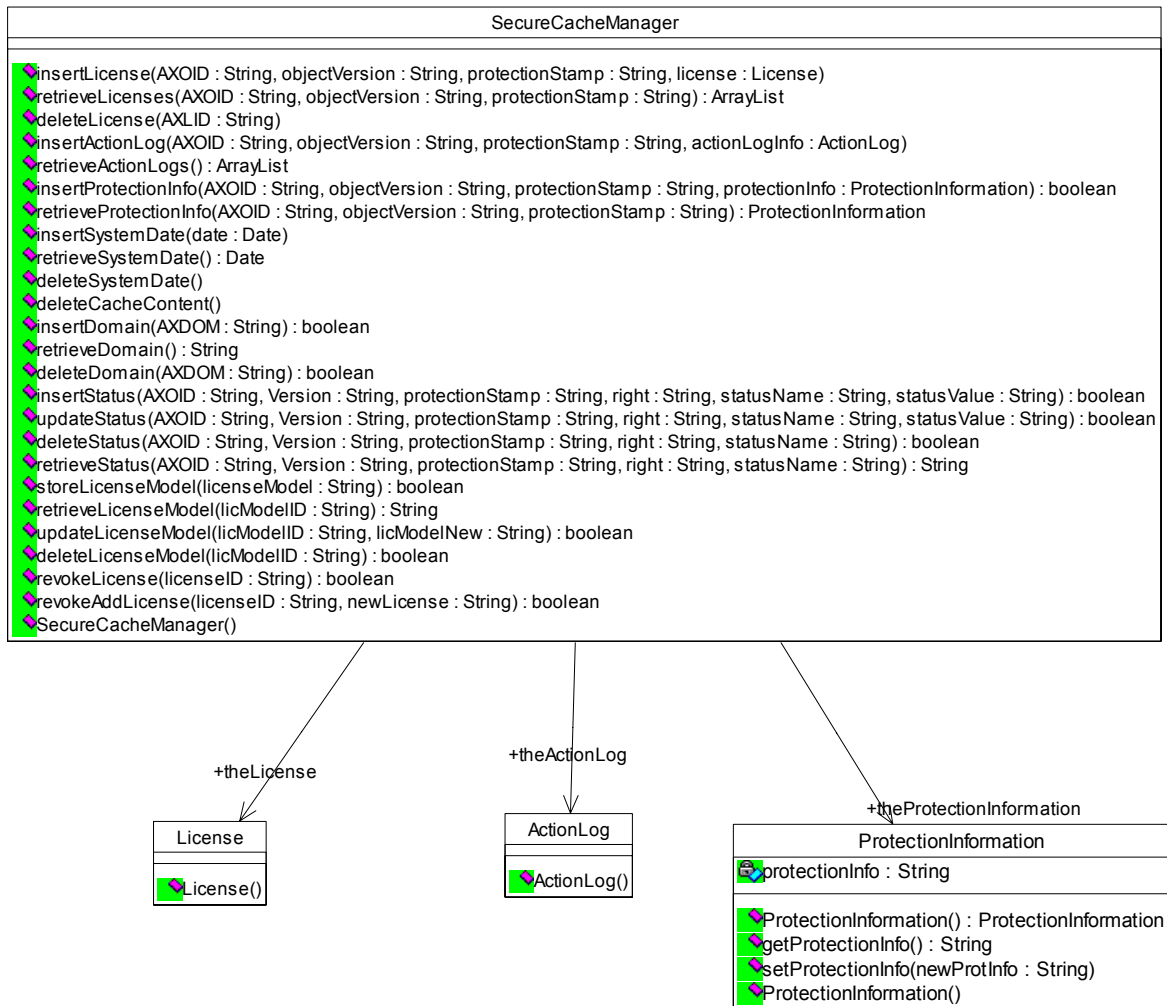 SecureCacheManager
insertLicense(AXOID : String, objectVersion : String, protectionStamp : String, license : License)
retrieveLicenses(AXOID : String, objectVersion : String, protectionStamp : String) : ArrayList
deleteLicense(AXLID : String)
insertActionLog(AXOID : String, objectVersion : String, protectionStamp : String, actionLogInfo : ActionLog)
retrieveActionLogs() : ArrayList
insertProtectionInfo(AXOID : String, objectVersion : String, protectionStamp : String, protectionInfo : ProtectionInformation) : boolean
retrieveProtectionInfo(AXOID : String, objectVersion : String, protectionStamp : String) : ProtectionInformation
insertSystemDate(date : Date)
retrieveSystemDate() : Date
deleteSystemDate()
deleteCacheContent()
insertDomain(AXDOM : String) : boolean
retrieveDomain() : String
deleteDomain(AXDOM : String) : boolean
insertStatus(AXOID : String, Version : String, protectionStamp : String, right : String, statusName : String, statusValue : String) : boolean
updateStatus(AXOID : String, Version : String, protectionStamp : String, right : String, statusName : String, statusValue : String) : boolean
deleteStatus(AXOID : String, Version : String, protectionStamp : String, right : String, statusName : String) : boolean
retrieveStatus(AXOID : String, Version : String, protectionStamp : String, right : String, statusName : String) : String
storeLicenseModel(licenseModel : String) : boolean
retrieveLicenseModel(licModelID : String) : String
updateLicenseModel(licModelID : String, licModelNew : String) : boolean
deleteLicenseModel(licModelID : String) : boolean
revokeLicense(licenseID : String) : boolean
revokeAddLicense(licenseID : String, newLicense : String) : boolean
SecureCacheManager()
+theLicense
+theActionLog
+theProtectionInformation
License
License()
ActionLog
ActionLog()
ProtectionInformation
protectionInfo : String
ProtectionInformation() : ProtectionInformation
getProtectionInfo() : String
setProtectionInfo(newProtInfo : String)
ProtectionInformation()